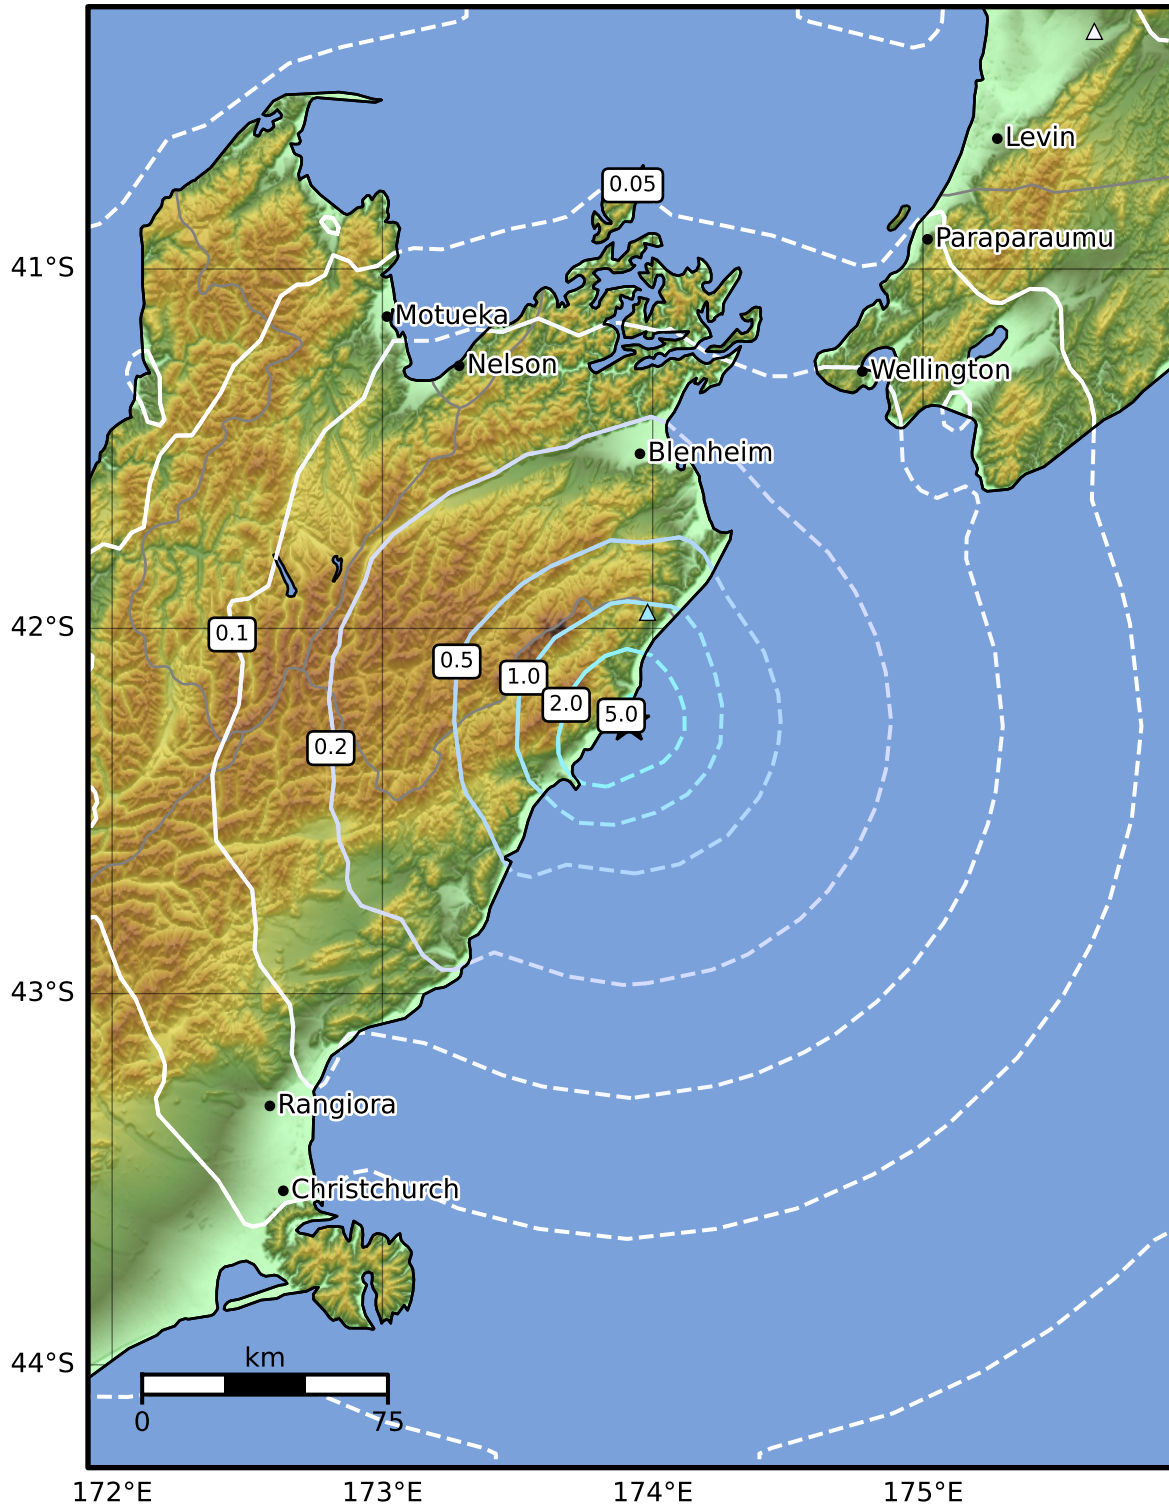 0.05
Levin
Paraparaumu
41°S
Motueka
Nelson
Wellington
Blenheim
42°S
0.1
0.5
1.0
2.0
5.0
0.2
43°S
Rangiora
Christchurch
44°S
km
0
75
172°E
173°E
174°E
175°E